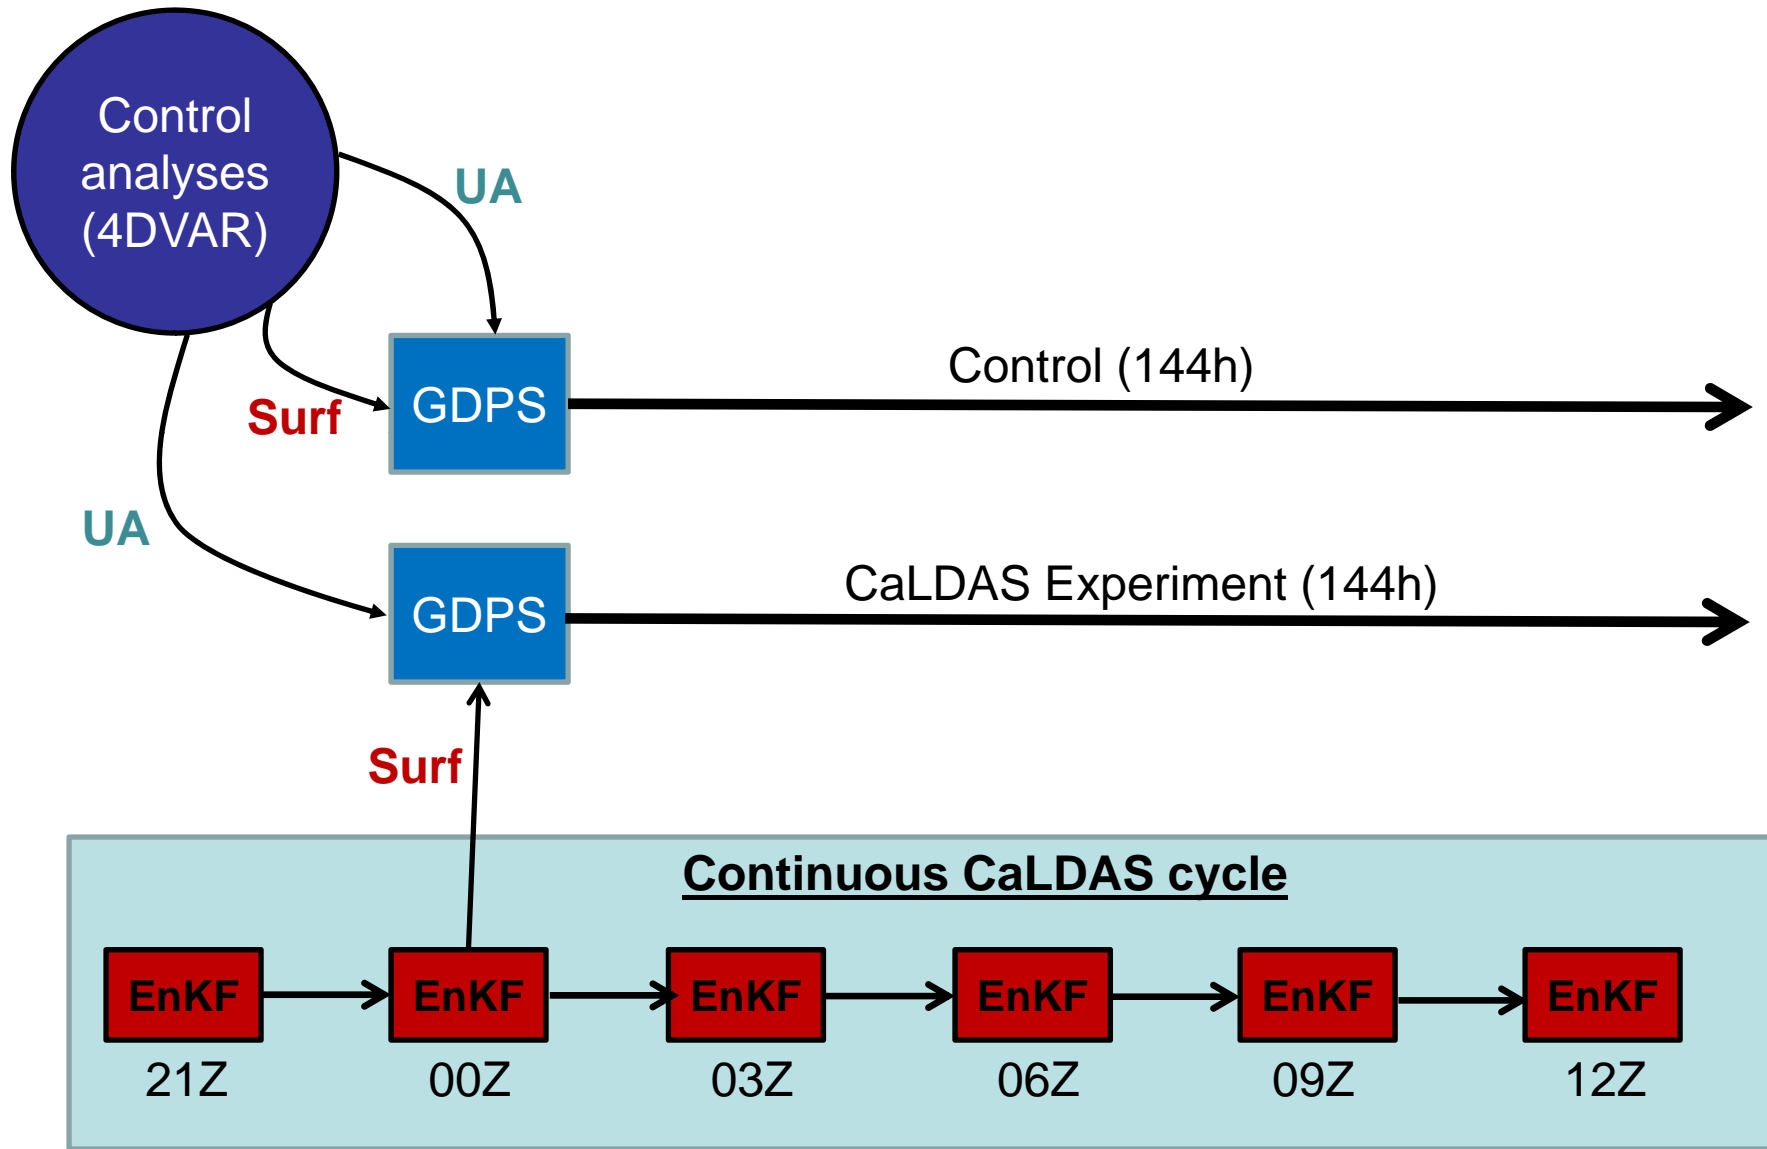 Control
analyses
(4DVAR)
UA
Surf
GDPS
Control (144h)
UA
GDPS
CaLDAS Experiment (144h)
Surf
Continuous CaLDAS cycle
EnKF
EnKF
EnKF
EnKF
EnKF
EnKF
21Z
00Z
03Z
06Z
09Z
12Z